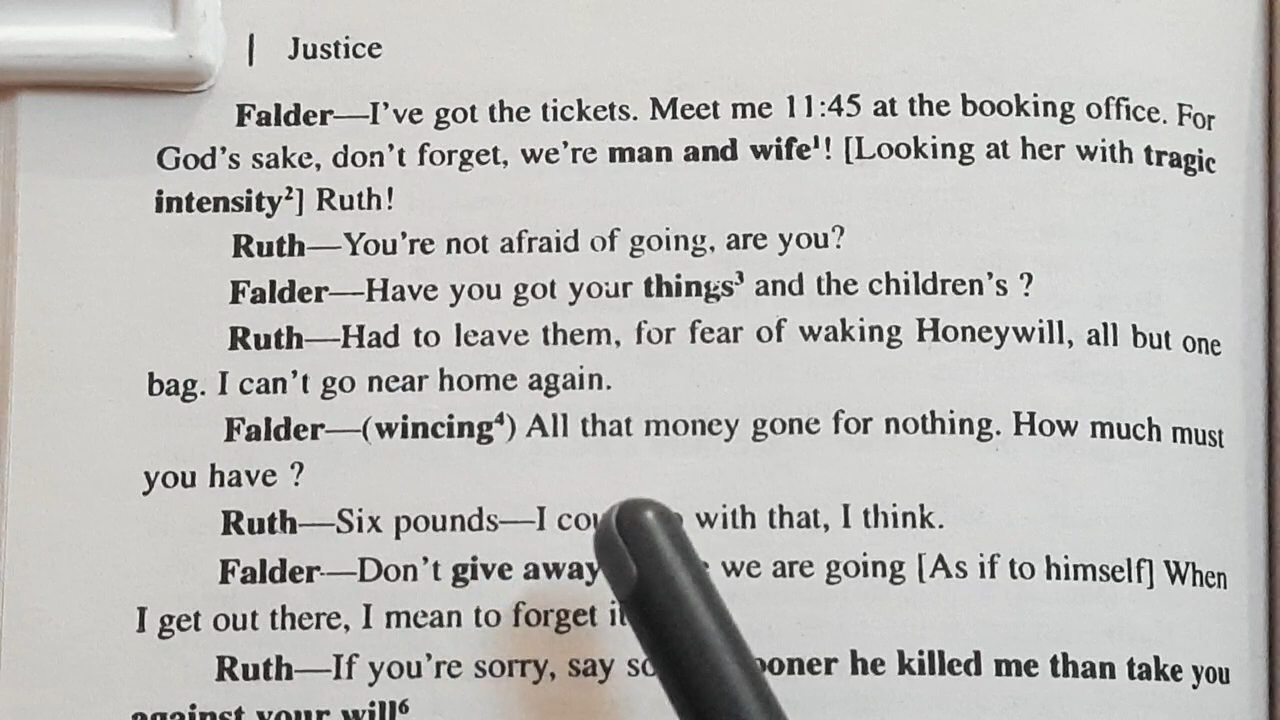 | Justice
Falder—I've got the tickets. Meet me 11:45 at the booking office. For
God's sake, don't forget, we're man and wife¹! [Looking at her with tragic
intensity²] Ruth!
Ruth—You're not afraid of going, are you?
Falder—Have you got your things³ and the children's ?
Ruth—Had to leave them, for fear of waking Honeywill, all but one
bag. I can't go near home again.
Falder—(wincing⁴) All that money gone for nothing. How much must
you have ?
Ruth—Six pounds—I with that, I think.
Falder—Don't give away we are going [As if to himself] When
I get out there, I mean to forget
Ruth—If you're sorry, say he killed me than take you
against your will⁶